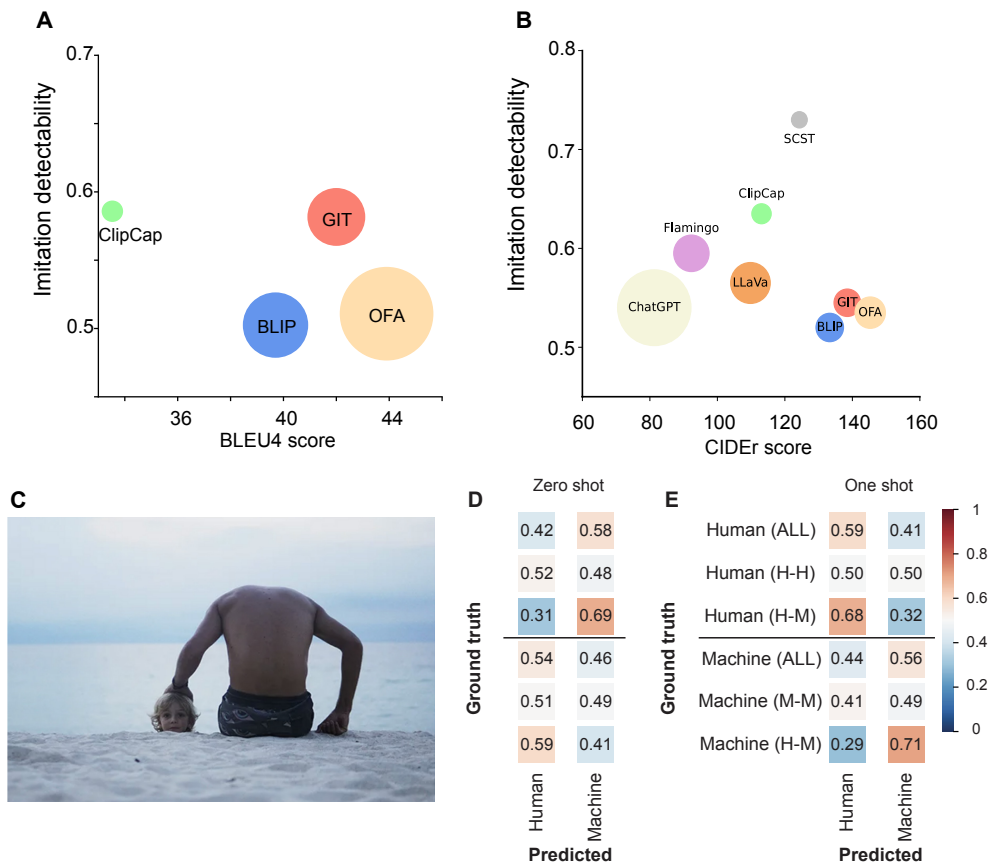 A
0.7
0.6
0.5
Imitation detectability
ClipCap
GIT
BLIP
OFA
36
40
44
BLEU4 score
B
0.8
0.7
0.6
0.5
Imitation detectability
SCST
ClipCap
Flamingo
LLaVa
ChatGPT
GIT
OFA
BLIP
60
80
100
120
140
160
CIDEr score
C
D
Zero shot
Ground truth
0.42 0.58
0.52 0.48
0.31 0.69
0.54 0.46
0.51 0.49
0.59 0.41
Human
Machine
Predicted
E
One shot
Ground truth
Human (ALL) 0.59 0.41
Human (H-H) 0.50 0.50
Human (H-M) 0.68 0.32
Machine (ALL) 0.44 0.56
Machine (M-M) 0.41 0.49
Machine (H-M) 0.29 0.71
Human
Machine
Predicted
1
0.8
0.6
0.4
0.2
0